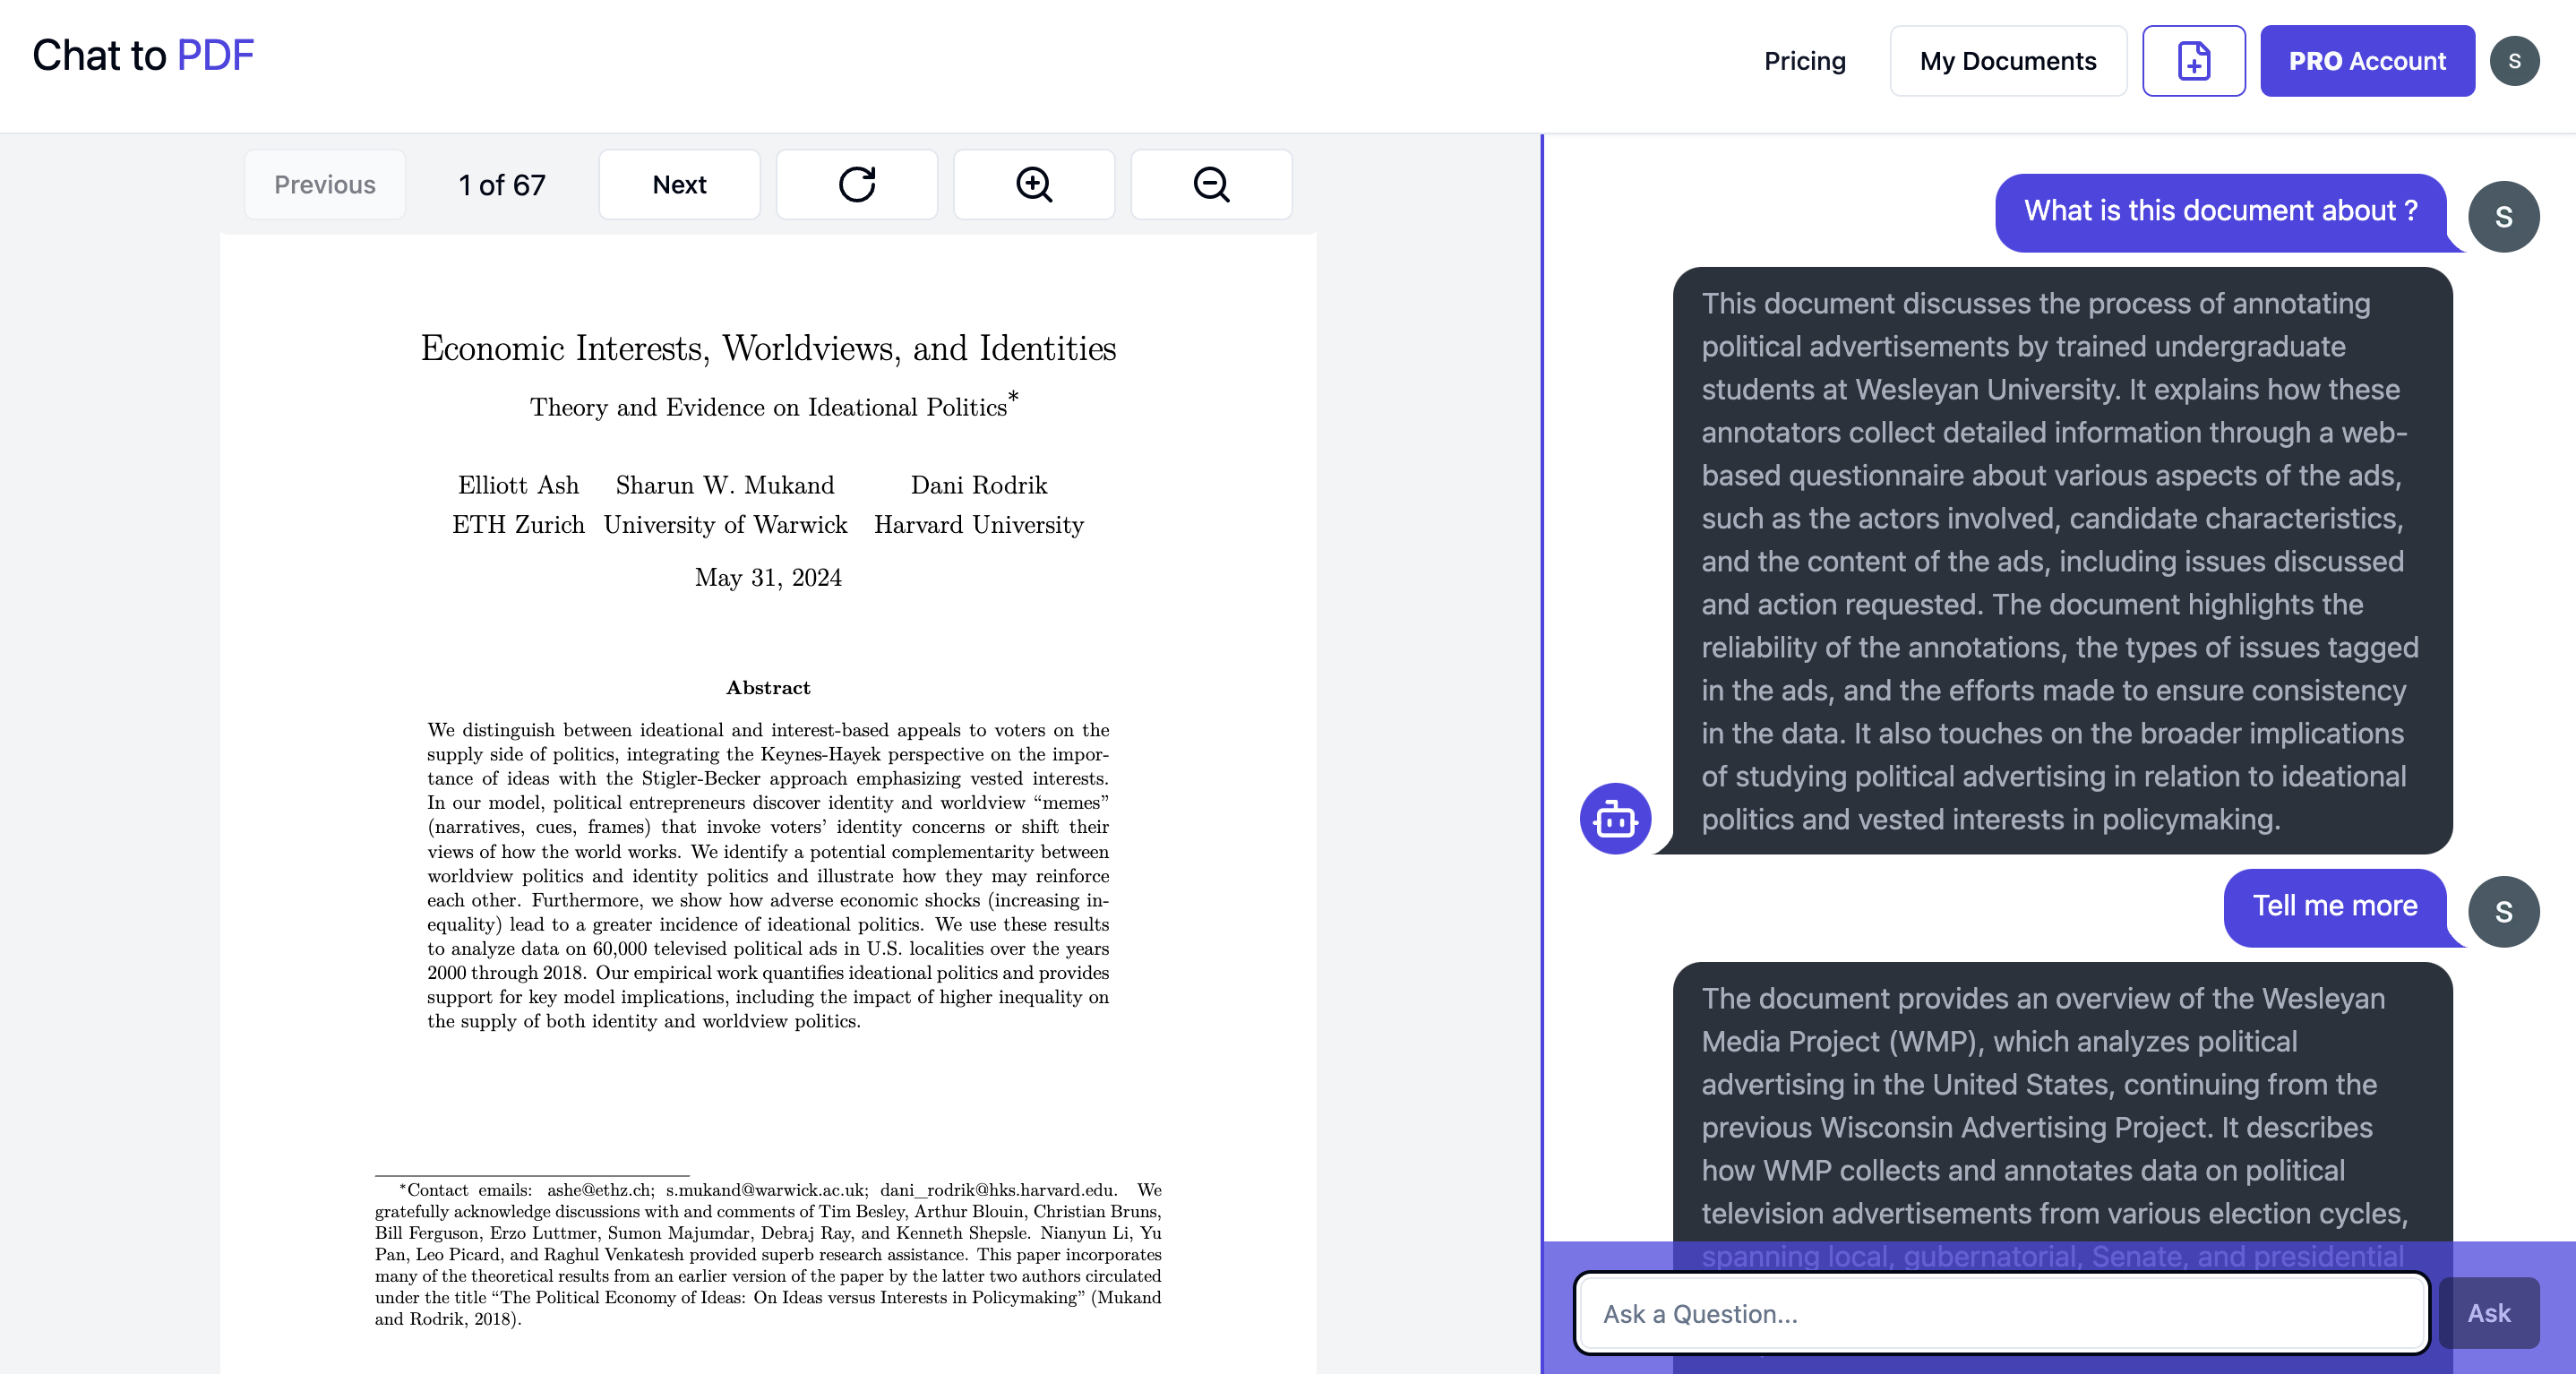 Chat to PDF
Pricing
My Documents
PRO Account
S
Previous
1 of 67
Next
Economic Interests, Worldviews, and Identities
Theory and Evidence on Ideational Politics*
Elliott Ash Sharun W. Mukand Dani Rodrik
ETH Zurich University of Warwick Harvard University
May 31, 2024
Abstract
We distinguish between ideational and interest-based appeals to voters on the
supply side of politics, integrating the Keynes-Hayek perspective on the impor-
tance of ideas with the Stigler-Becker approach emphasizing vested interests.
In our model, political entrepreneurs discover identity and worldview “memes”
(narratives, cues, frames) that invoke voters’ identity concerns or shift their
views of how the world works. We identify a potential complementarity between
worldview politics and identity politics and illustrate how they may reinforce
each other. Furthermore, we show how adverse economic shocks (increasing in-
equality) lead to a greater incidence of ideational politics. We use these results
to analyze data on 60,000 televised political ads in U.S. localities over the years
2000 through 2018. Our empirical work quantifies ideational politics and provides
support for key model implications, including the impact of higher inequality on
the supply of both identity and worldview politics.
*Contact emails: ashe@ethz.ch; s.mukand@warwick.ac.uk; dani_rodrik@hks.harvard.edu. We
gratefully acknowledge discussions with and comments of Tim Besley, Arthur Blouin, Christian Bruns,
Bill Ferguson, Erzo Luttmer, Sumon Majumdar, Debraj Ray, and Kenneth Shepsle. Nianyun Li, Yu
Pan, Leo Picard, and Raghul Venkatesh provided superb research assistance. This paper incorporates
many of the theoretical results from an earlier version of the paper by the latter two authors circulated
under the title “The Political Economy of Ideas: On Ideas versus Interests in Policymaking” (Mukand
and Rodrik, 2018).
What is this document about ?
S
This document discusses the process of annotating
political advertisements by trained undergraduate
students at Wesleyan University. It explains how these
annotators collect detailed information through a web-
based questionnaire about various aspects of the ads,
such as the actors involved, candidate characteristics,
and the content of the ads, including issues discussed
and action requested. The document highlights the
reliability of the annotations, the types of issues tagged
in the ads, and the efforts made to ensure consistency
in the data. It also touches on the broader implications
of studying political advertising in relation to ideational
politics and vested interests in policymaking.
Tell me more
S
The document provides an overview of the Wesleyan
Media Project (WMP), which analyzes political
advertising in the United States, continuing from the
previous Wisconsin Advertising Project. It describes
how WMP collects and annotates data on political
television advertisements from various election cycles,
spanning local, gubernatorial, Senate, and presidential
Ask a Question...
Ask